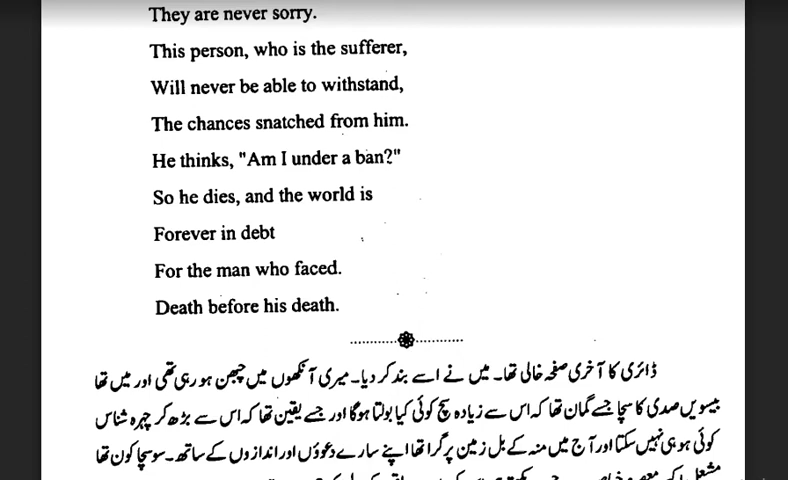 They are never sorry.
This person, who is the sufferer,
Will never be able to withstand,
The chances snatched from him.
He thinks, "Am I under a ban?"
So he dies, and the world is
Forever in debt
For the man who faced.
Death before his death.
ڈائری کا آخری صفحہ خالی تھا۔ میں نے اسے بند کر دیا۔ میری آنکھوں میں چبھن ہو رہی تھی اور میں تھا
بیسویں صدی کا سچا جسے گمان تھا کہ اس سے زیادہ سچ کوئی کیا بولتا ہوگا اور جسے یقین تھا کہ اس سے بڑھ کر چہرہ شناس
کوئی ہو ہی نہیں سکتا اور آج میں منہ کے بل زمین پر گرا تھا اپنے سارے دعوؤں اور اندازوں کے ساتھ۔ سو سچا کون تھا